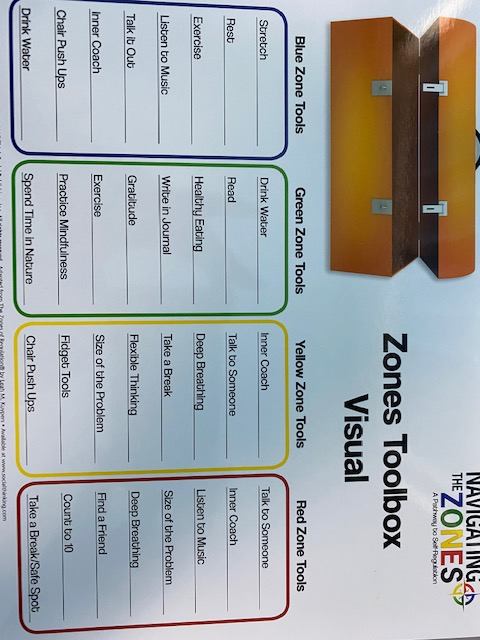 NAVIGATING
THE ZONES
A Pathway to Self-Regulation
Zones Toolbox
Visual
Blue Zone Tools
Stretch
Rest
Exercise
Listen to Music
Talk it Out
Inner Coach
Chair Push Ups
Drink Water
Green Zone Tools
Drink Water
Read
Healthy Eating
Write in Journal
Gratitude
Exercise
Practice Mindfulness
Spend Time in Nature
Yellow Zone Tools
Inner Coach
Talk to Someone
Deep Breathing
Take a Break
Flexible Thinking
Size of the Problem
Fidget Tools
Chair Push Ups
Red Zone Tools
Talk to Someone
Inner Coach
Listen to Music
Size of the Problem
Deep Breathing
Find a Friend
Count to 10
Take a Break/Safe Spot
All rights reserved. Adapted from The Zones of Regulation® by Leah M. Kuypers • Available at www.socialthinking.com